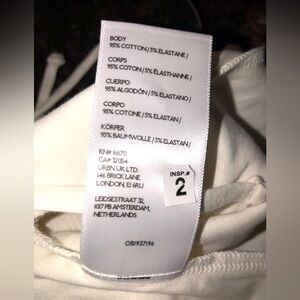 BODY
95% COTTON / 5% ELASTANE /
CORPS
95% COTON / 5% ÉLASTHANNE /
CUERPO
95% ALGODÓN / 5% ELASTANO /
CORPO
95% COTONE / 5% ELASTAN /
KÖRPER
95% BAUMWOLLE / 5% ELASTAN /
RN# 66170
CA# 32054
URBN UK LTD.
146 BRICK LANE
LONDON, E1 6RU
LEIDSESTRAAT 32,
1017 PB AMSTERDAM,
NETHERLANDS
OB1937196
INSP.#
2